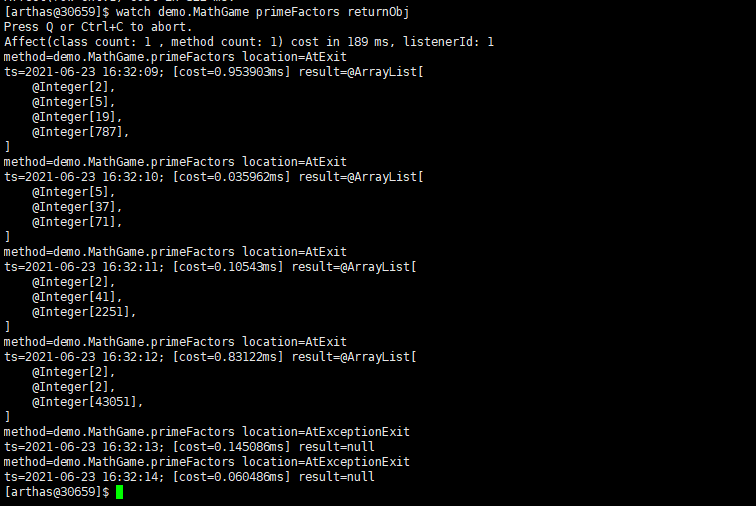 [arthas@30659]$ watch demo.MathGame primeFactors returnObj
Press Q or Ctrl+C to abort.
Affect(class count: 1 , method count: 1) cost in 189 ms, listenerId: 1
method=demo.MathGame.primeFactors location=AtExit
ts=2021-06-23 16:32:09; [cost=0.953903ms] result=@ArrayList[
    @Integer[2],
    @Integer[5],
    @Integer[19],
    @Integer[787],
]
method=demo.MathGame.primeFactors location=AtExit
ts=2021-06-23 16:32:10; [cost=0.035962ms] result=@ArrayList[
    @Integer[5],
    @Integer[37],
    @Integer[71],
]
method=demo.MathGame.primeFactors location=AtExit
ts=2021-06-23 16:32:11; [cost=0.10543ms] result=@ArrayList[
    @Integer[2],
    @Integer[41],
    @Integer[2251],
]
method=demo.MathGame.primeFactors location=AtExit
ts=2021-06-23 16:32:12; [cost=0.83122ms] result=@ArrayList[
    @Integer[2],
    @Integer[2],
    @Integer[43051],
]
method=demo.MathGame.primeFactors location=AtExceptionExit
ts=2021-06-23 16:32:13; [cost=0.145086ms] result=null
method=demo.MathGame.primeFactors location=AtExceptionExit
ts=2021-06-23 16:32:14; [cost=0.060486ms] result=null
[arthas@30659]$